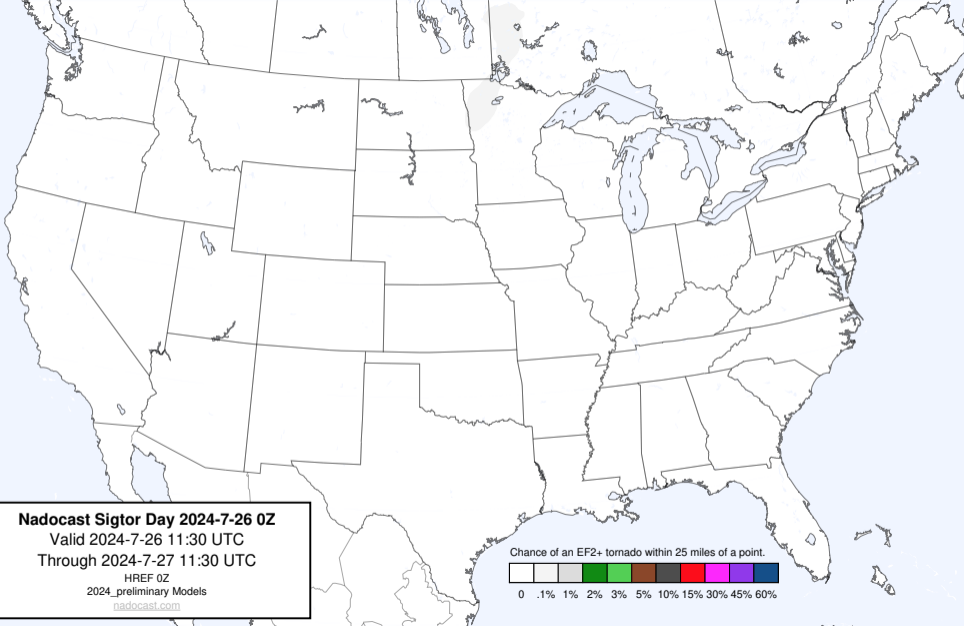 Nadocast Sigtor Day 2024-7-26 0Z
Valid 2024-7-26 11:30 UTC
Through 2024-7-27 11:30 UTC
HREF 0Z
2024_preliminary Models
nadocast.com
Chance of an EF2+ tornado within 25 miles of a point.
0 .1% 1% 2% 3% 5% 10% 15% 30% 45% 60%